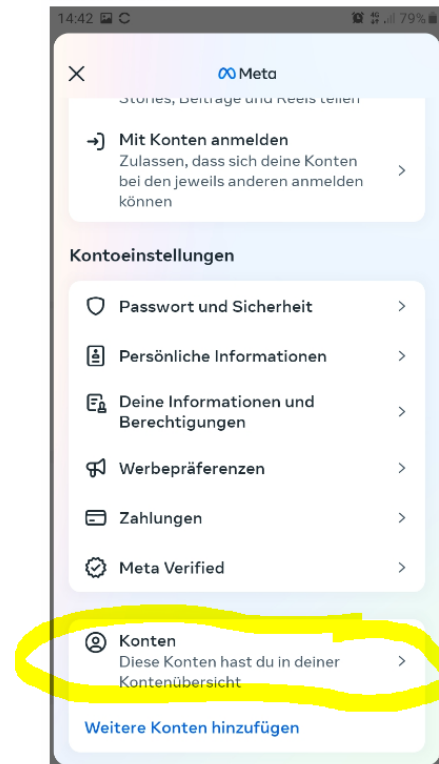 14:42 79%
Meta
Stories, Beiträge und Reels teilen
Mit Konten anmelden
Zulassen, dass sich deine Konten
bei den jeweils anderen anmelden
können
Kontoeinstellungen
Passwort und Sicherheit
Persönliche Informationen
Deine Informationen und
Berechtigungen
Werbepräferenzen
Zahlungen
Meta Verified
Konten
Diese Konten hast du in deiner
Kontenübersicht
Weitere Konten hinzufügen